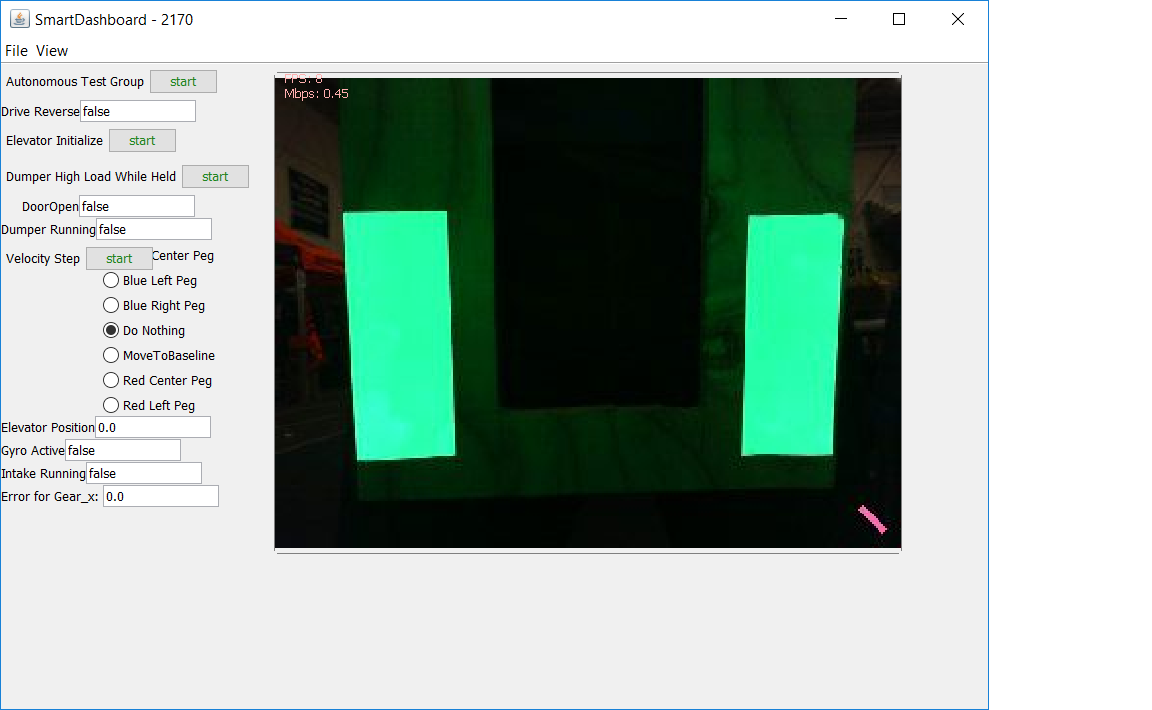 SmartDashboard - 2170
File View
Autonomous Test Group start
Drive Reverse false
Elevator Initialize start
Dumper High Load While Held start
DoorOpen false
Dumper Running false
Velocity Step start Center Peg
Blue Left Peg
Blue Right Peg
Do Nothing
MoveToBaseline
Red Center Peg
Red Left Peg
Elevator Position 0.0
Gyro Active false
Intake Running false
Error for Gear_x: 0.0
FPS: 8
Mbps: 0.45